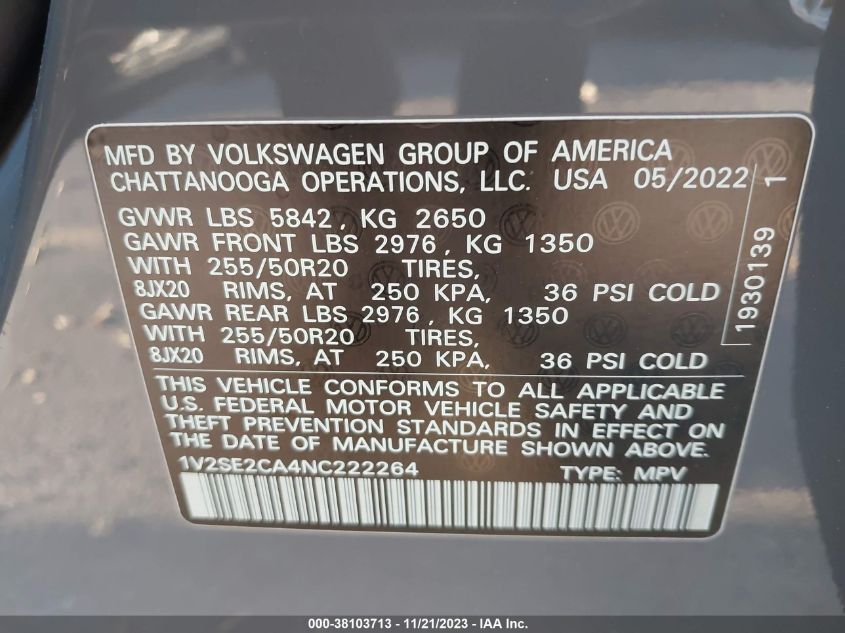 MFD BY VOLKSWAGEN GROUP OF AMERICA
CHATTANOOGA OPERATIONS, LLC. USA 05/2022
GVWR LBS 5842, KG 2650
GAWR FRONT LBS 2976, KG 1350
WITH 255/50R20 TIRES,
8JX20 RIMS, AT 250 KPA, 36 PSI COLD
GAWR REAR LBS 2976, KG 1350
WITH 255/50R20 TIRES,
8JX20 RIMS, AT 250 KPA, 36 PSI COLD
1930139 1
THIS VEHICLE CONFORMS TO ALL APPLICABLE
U.S. FEDERAL MOTOR VEHICLE SAFETY AND
THEFT PREVENTION STANDARDS IN EFFECT ON
THE DATE OF MANUFACTURE SHOWN ABOVE.
1V2SE2CA4NC222264 TYPE: MPV
000-38103713 - 11/21/2023 - IAA Inc.